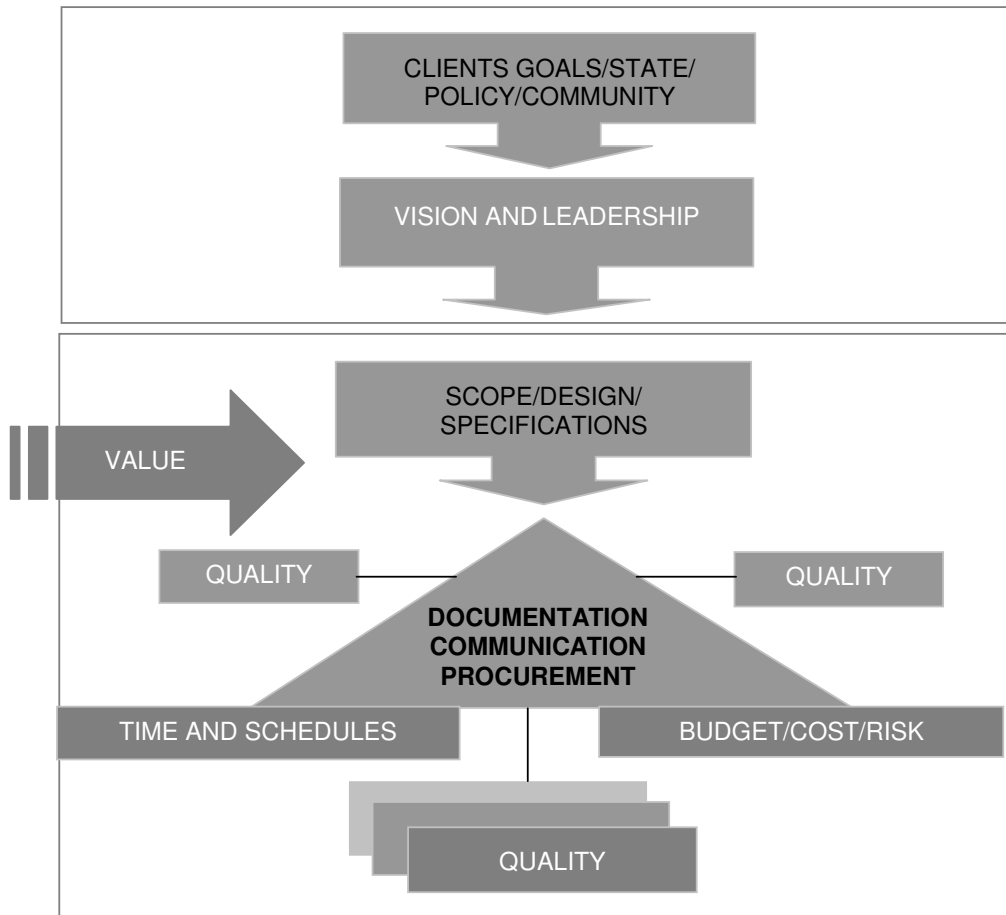 CLIENTS GOALS/STATE/
POLICY/COMMUNITY
VISION AND LEADERSHIP
SCOPE/DESIGN/
SPECIFICATIONS
VALUE
QUALITY
QUALITY
DOCUMENTATION
COMMUNICATION
PROCUREMENT
TIME AND SCHEDULES
BUDGET/COST/RISK
QUALITY